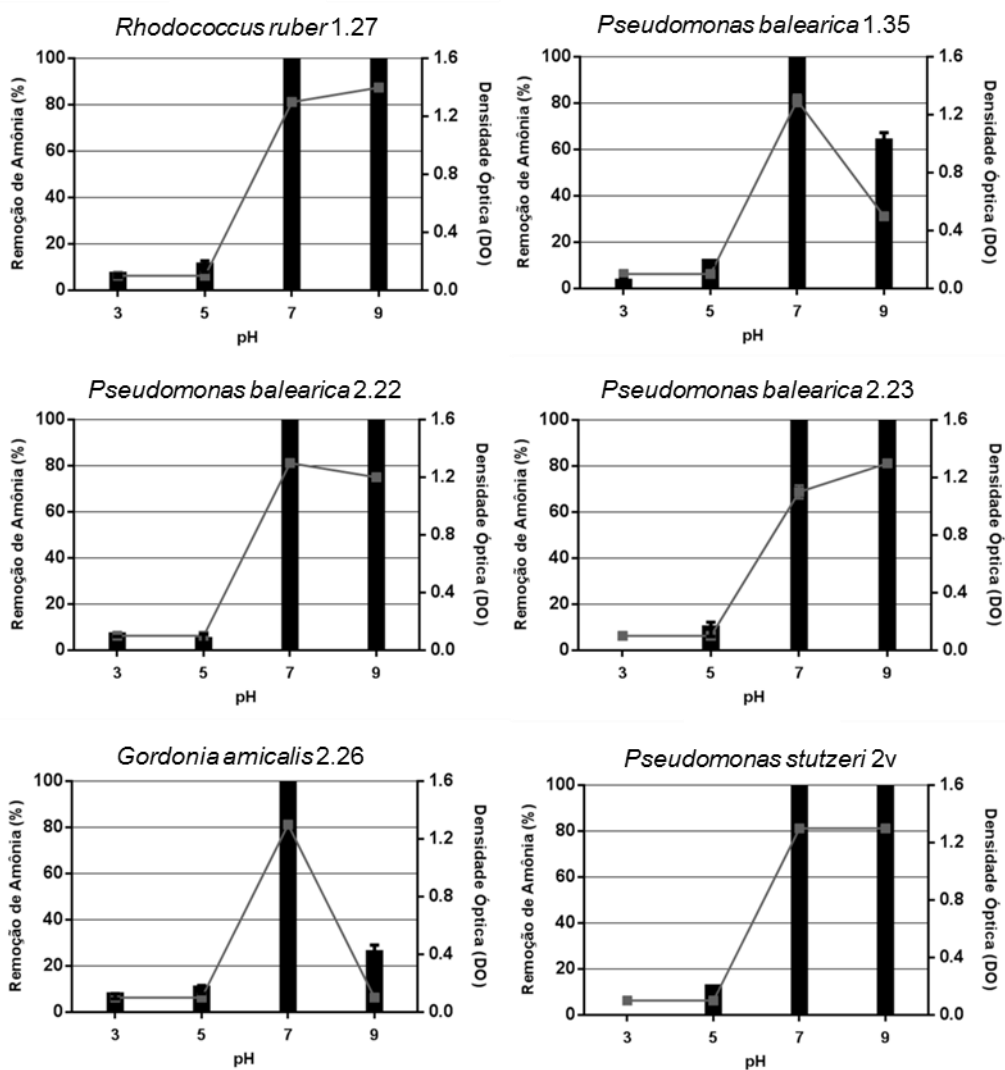 Rhodococcus ruber 1.27
Remoção de Amônia (%)
100
80
60
40
20
0
1.6
1.2
0.8
0.4
0.0
Densidade Óptica (DO)
3 5 7 9
pH
Pseudomonas balearica 1.35
Remoção de Amônia (%)
100
80
60
40
20
0
1.6
1.2
0.8
0.4
0.0
Densidade Óptica (DO)
3 5 7 9
pH
Pseudomonas balearica 2.22
Remoção de Amônia (%)
100
80
60
40
20
0
1.6
1.2
0.8
0.4
0.0
Densidade Óptica (DO)
3 5 7 9
pH
Pseudomonas balearica 2.23
Remoção de Amônia (%)
100
80
60
40
20
0
1.6
1.2
0.8
0.4
0.0
Densidade Óptica (DO)
3 5 7 9
pH
Gordonia amicalis 2.26
Remoção de Amônia (%)
100
80
60
40
20
0
1.6
1.2
0.8
0.4
0.0
Densidade Óptica (DO)
3 5 7 9
pH
Pseudomonas stutzeri 2v
Remoção de Amônia (%)
100
80
60
40
20
0
1.6
1.2
0.8
0.4
0.0
Densidade Óptica (DO)
3 5 7 9
pH